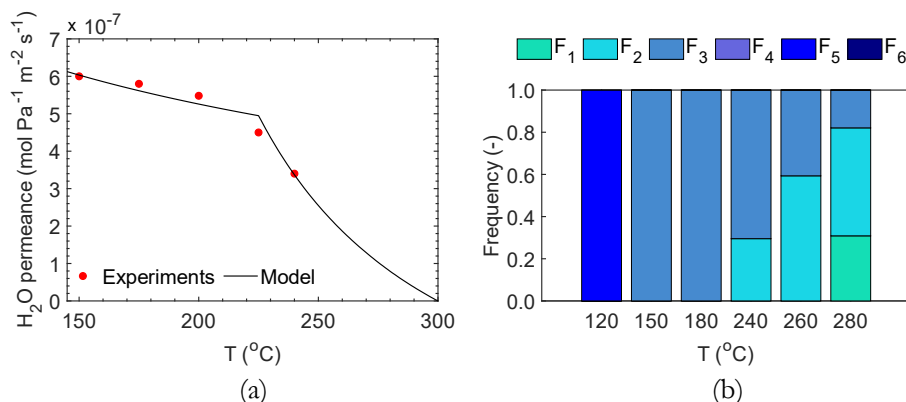 × 10⁻⁷
7
6
5
4
3
2
1
0
150
200
250
300
H₂O permeance (mol Pa⁻¹ m⁻² s⁻¹)
Experiments
Model
T (°C)
(a)
F₁ F₂ F₃ F₄ F₅ F₆
1.0
0.8
0.6
0.4
0.2
0.0
120 150 180 240 260 280
Frequency (-)
T (°C)
(b)